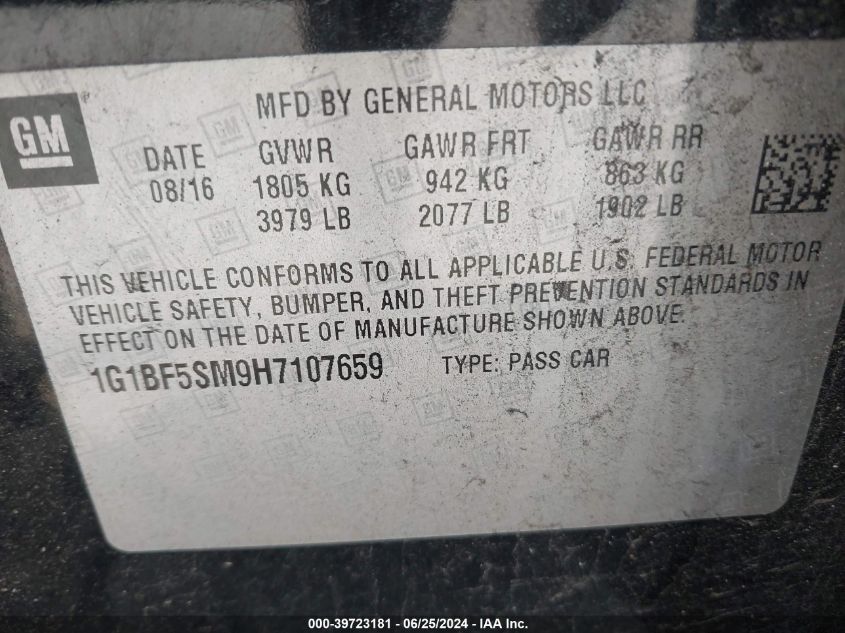 MFD BY GENERAL MOTORS LLC
GM
DATE GVWR GAWR FRT GAWR RR
08/16 1805 KG 942 KG 863 KG
3979 LB 2077 LB 1902 LB
THIS VEHICLE CONFORMS TO ALL APPLICABLE U.S. FEDERAL MOTOR
VEHICLE SAFETY, BUMPER, AND THEFT PREVENTION STANDARDS IN
EFFECT ON THE DATE OF MANUFACTURE SHOWN ABOVE.
1G1BF5SM9H7107659 TYPE: PASS CAR
000-39723181 - 06/25/2024 - IAA Inc.